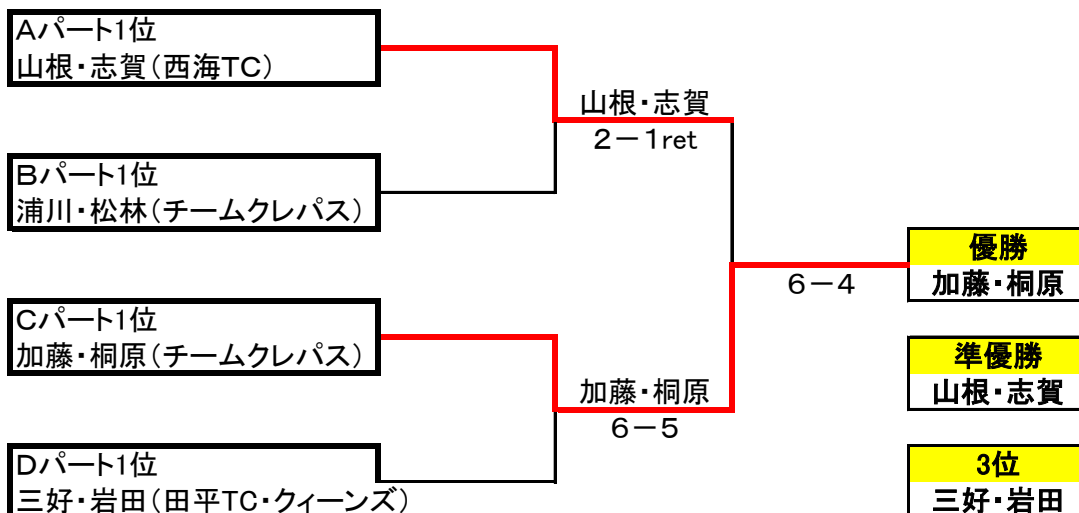 Aパート1位
山根・志賀(西海TC)
山根・志賀
2-1ret
Bパート1位
浦川・松林(チームクレパス)
優勝
加藤・桐原
6-4
Cパート1位
加藤・桐原(チームクレパス)
準優勝
山根・志賀
加藤・桐原
6-5
Dパート1位
三好・岩田(田平TC・クィーンズ)
3位
三好・岩田